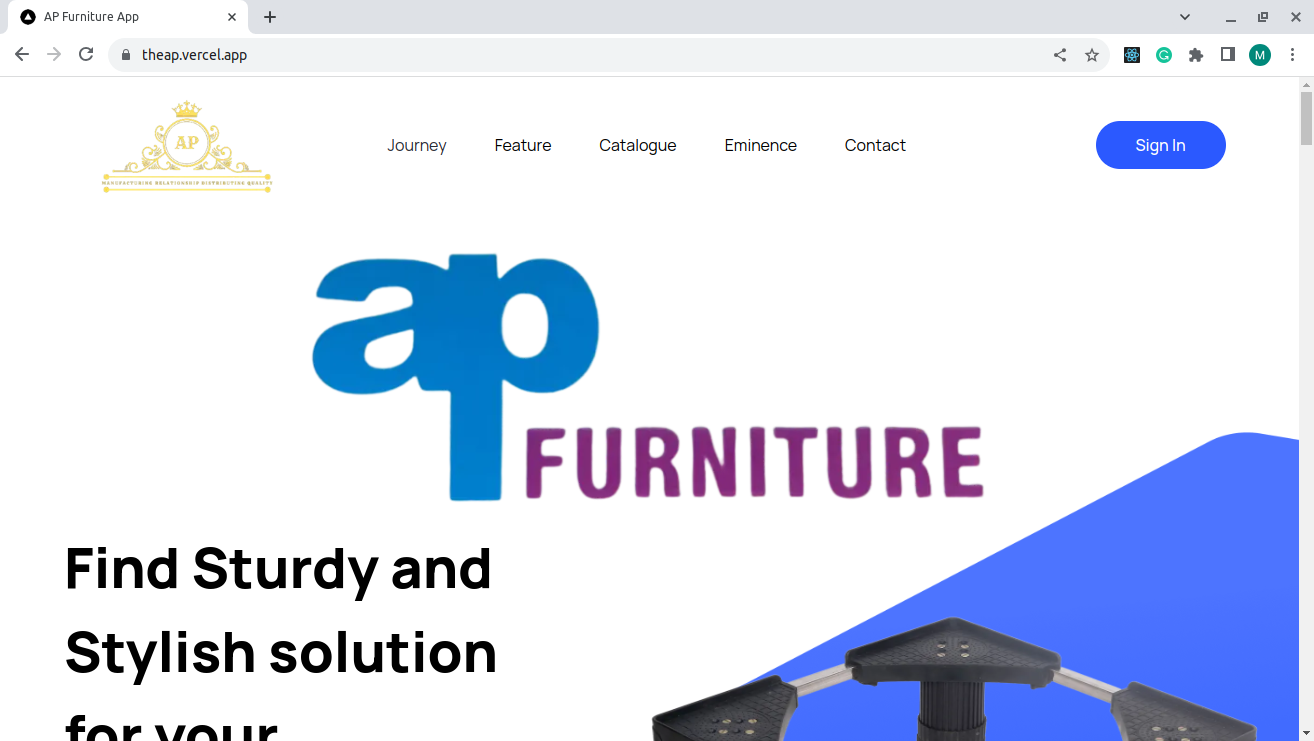 AP Furniture App
theap.vercel.app
M
AP
MANUFACTURING RELATIONSHIP DISTRIBUTING QUALITY
Journey
Feature
Catalogue
Eminence
Contact
Sign In
ap
FURNITURE
Find Sturdy and
Stylish solution
for your